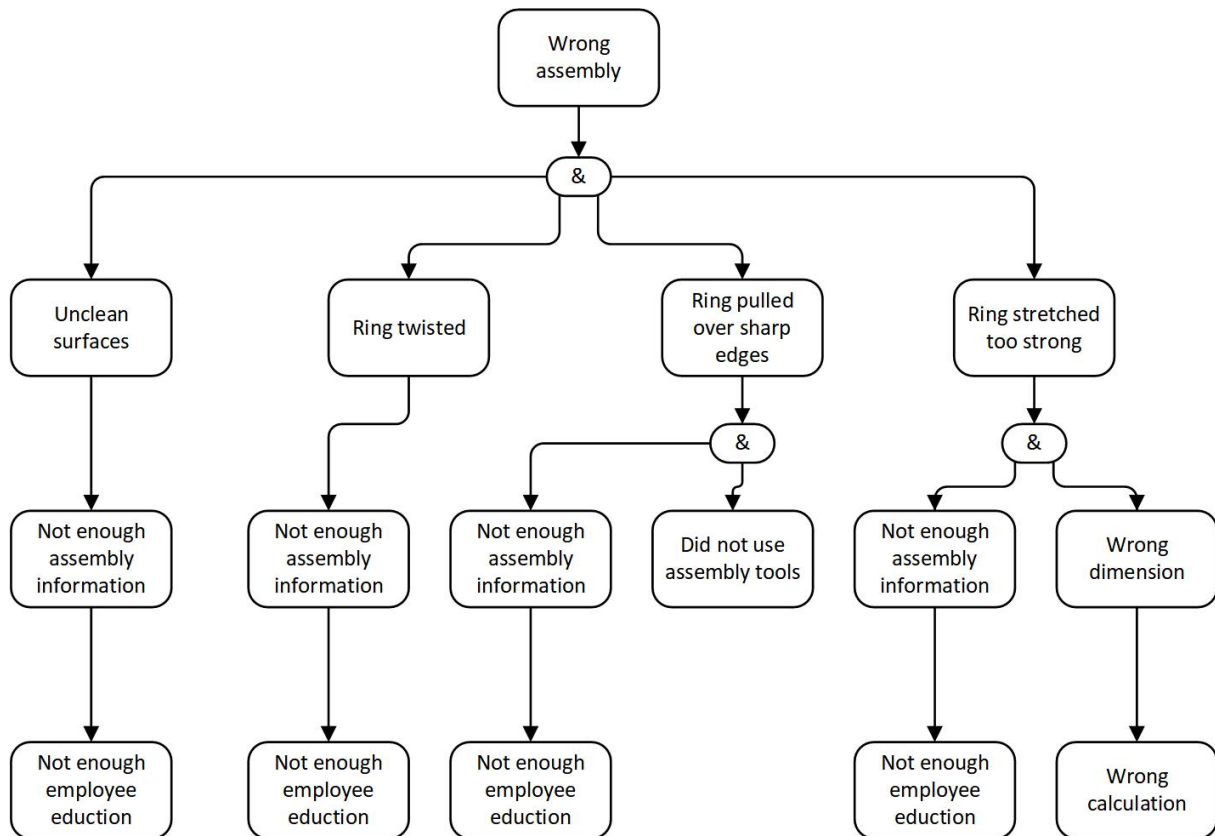 Wrong
assembly
&
Unclean
surfaces
Ring twisted
Ring pulled
over sharp
edges
Ring stretched
too strong
&
&
Not enough
assembly
information
Not enough
assembly
information
Not enough
assembly
information
Did not use
assembly tools
Not enough
assembly
information
Wrong
dimension
Not enough
employee
eduction
Not enough
employee
eduction
Not enough
employee
eduction
Not enough
employee
eduction
Wrong
calculation